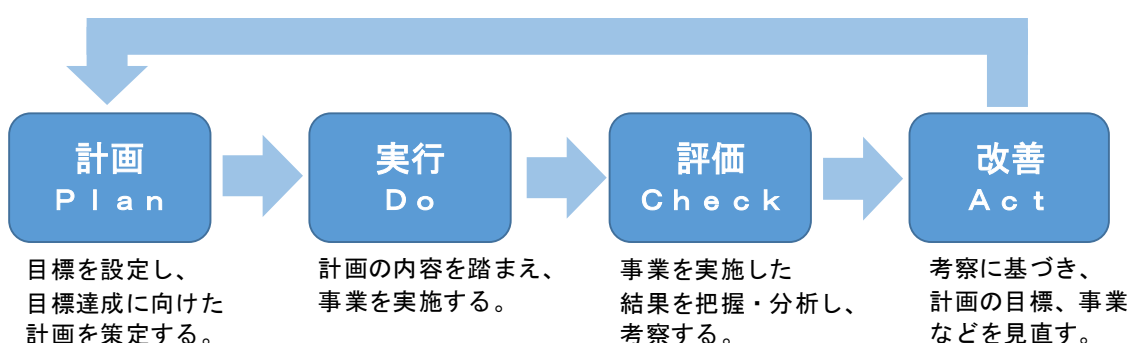 計画
Ｐｌａｎ
目標を設定し、
目標達成に向けた
計画を策定する。
実行
Ｄｏ
計画の内容を踏まえ、
事業を実施する。
評価
Ｃｈｅｃｋ
事業を実施した
結果を把握・分析し、
考察する。
改善
Ａｃｔ
考察に基づき、
計画の目標、事業
などを見直す。